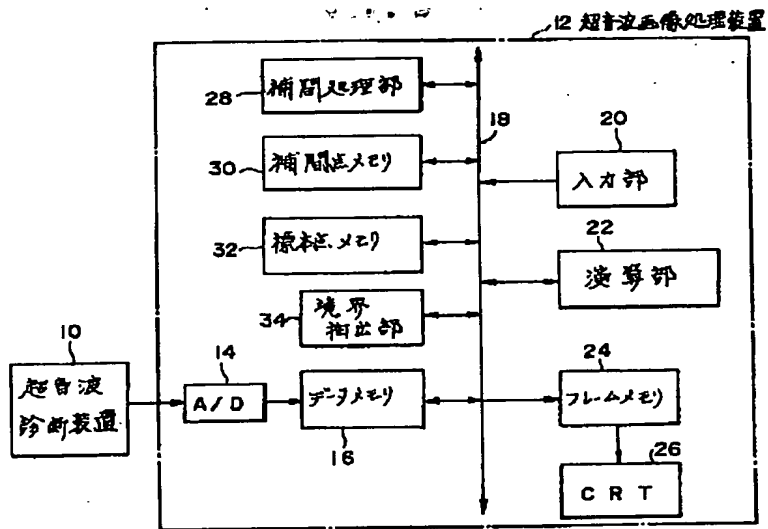 12 超音波画像処理装置
28
補間処理部
18
20
入力部
30
補間点メモリ
32
標本点メモリ
22
演算部
34
境界
抽出部
10
超音波
診断装置
14
A/D
データメモリ
16
24
フレームメモリ
26
CRT